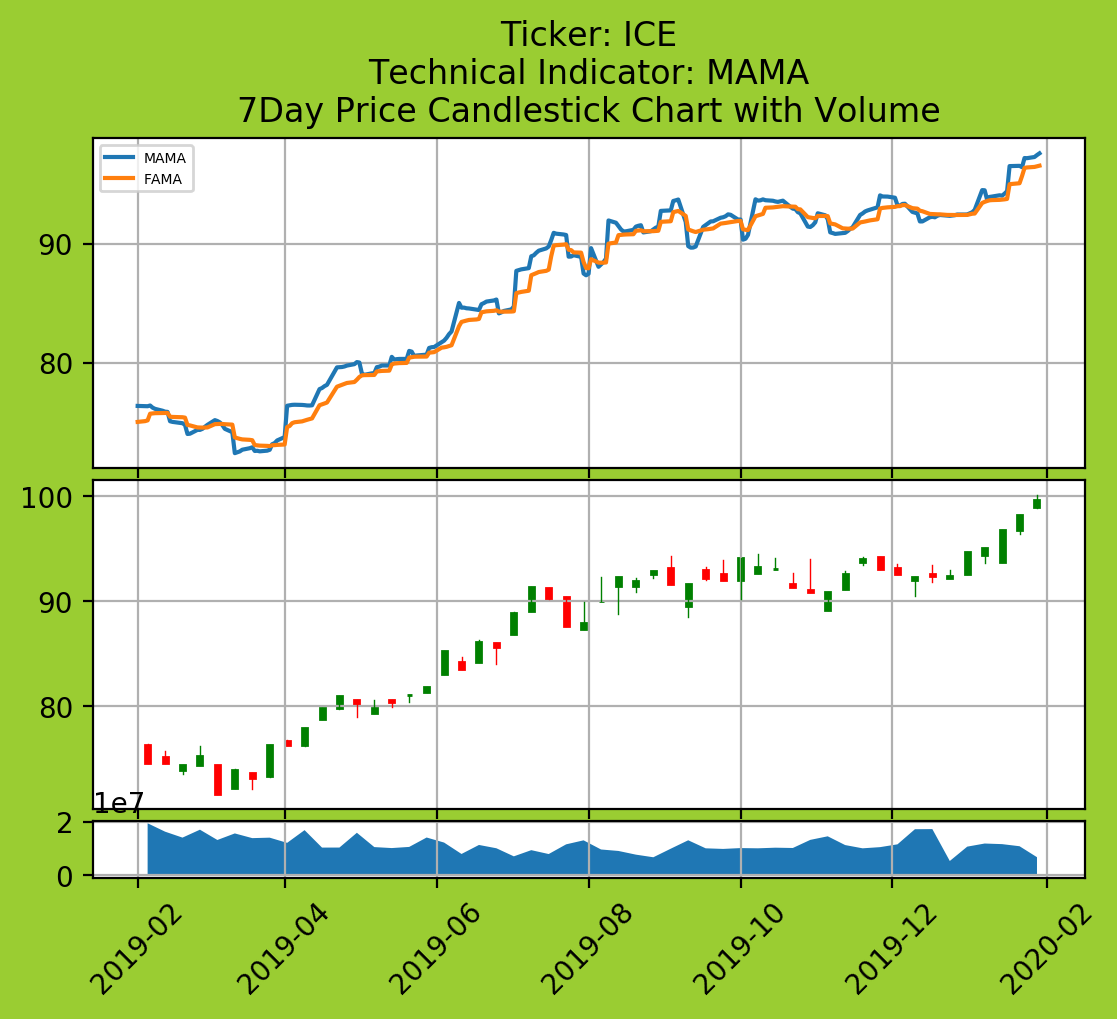 Ticker: ICE
Technical Indicator: MAMA
7Day Price Candlestick Chart with Volume
MAMA
FAMA
90
80
100
90
80
1e7
2
0
2019-02
2019-04
2019-06
2019-08
2019-10
2019-12
2020-02